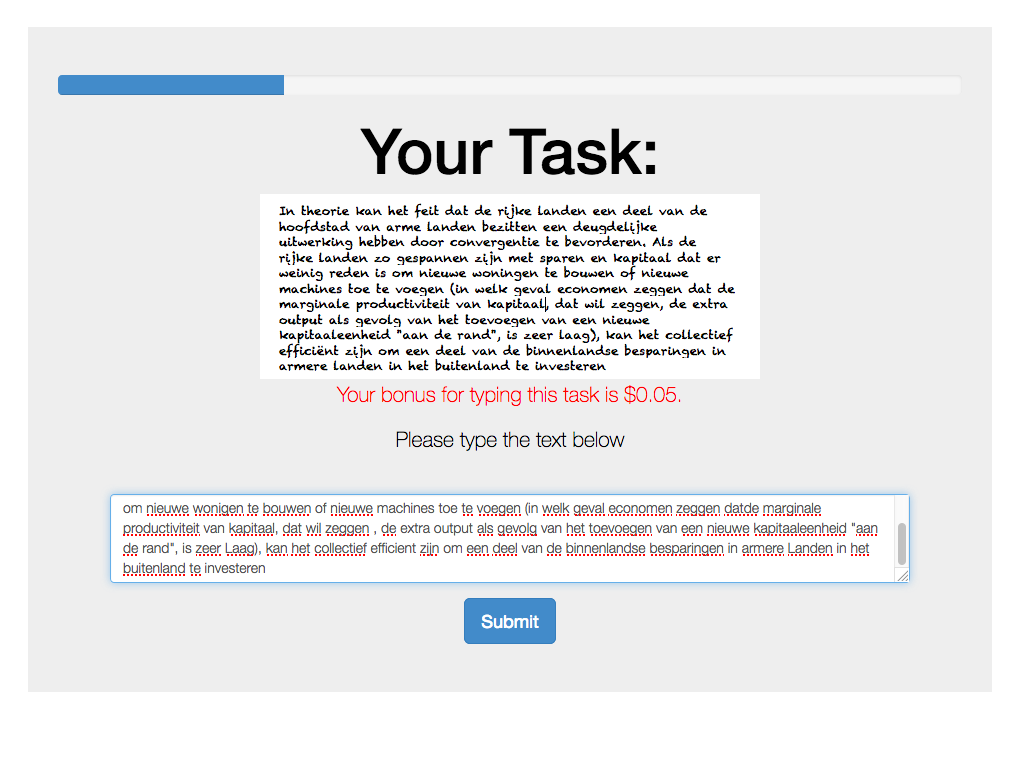 Your Task:
In theorie kan het feit dat de rijke landen een deel van de
hoofdstad van arme landen bezitten een deugdelijke
uitwerking hebben door convergentie te bevorderen. Als de
rijke landen zo gespannen zijn met sparen en kapitaal dat er
weinig reden is om nieuwe woningen te bouwen of nieuwe
machines toe te voegen (in welk geval economen zeggen dat de
marginale productiviteit van kapitaal, dat wil zeggen, de extra
output als gevolg van het toevoegen van een nieuwe
kapitaaleenheid "aan de rand", is zeer laag), kan het collectief
efficiënt zijn om een deel van de binnenlandse besparingen in
armere landen in het buitenland te investeren
Your bonus for typing this task is $0.05.
Please type the text below
om nieuwe wonigen te bouwen of nieuwe machines toe te voegen (in welk geval economen zeggen datde marginale
productiviteit van kapitaal, dat wil zeggen , de extra output als gevolg van het toevoegen van een nieuwe kapitaaleenheid "aan
de rand", is zeer Laag), kan het collectief efficient zijn om een deel van de binnenlandse besparingen in armere Landen in het
buitenland te investeren
Submit